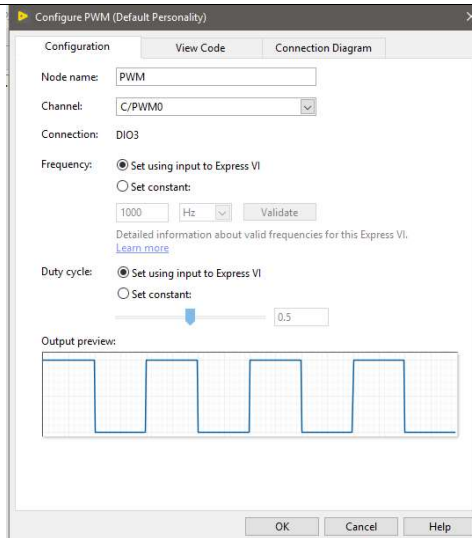 Configure PWM (Default Personality)
Configuration View Code Connection Diagram
Node name: PWM
Channel: C/PWM0
Connection: DIO3
Frequency: Set using input to Express VI
Set constant:
1000 Hz Validate
Detailed information about valid frequencies for this Express VI.
Learn more
Duty cycle: Set using input to Express VI
Set constant:
0.5
Output preview:
OK Cancel Help